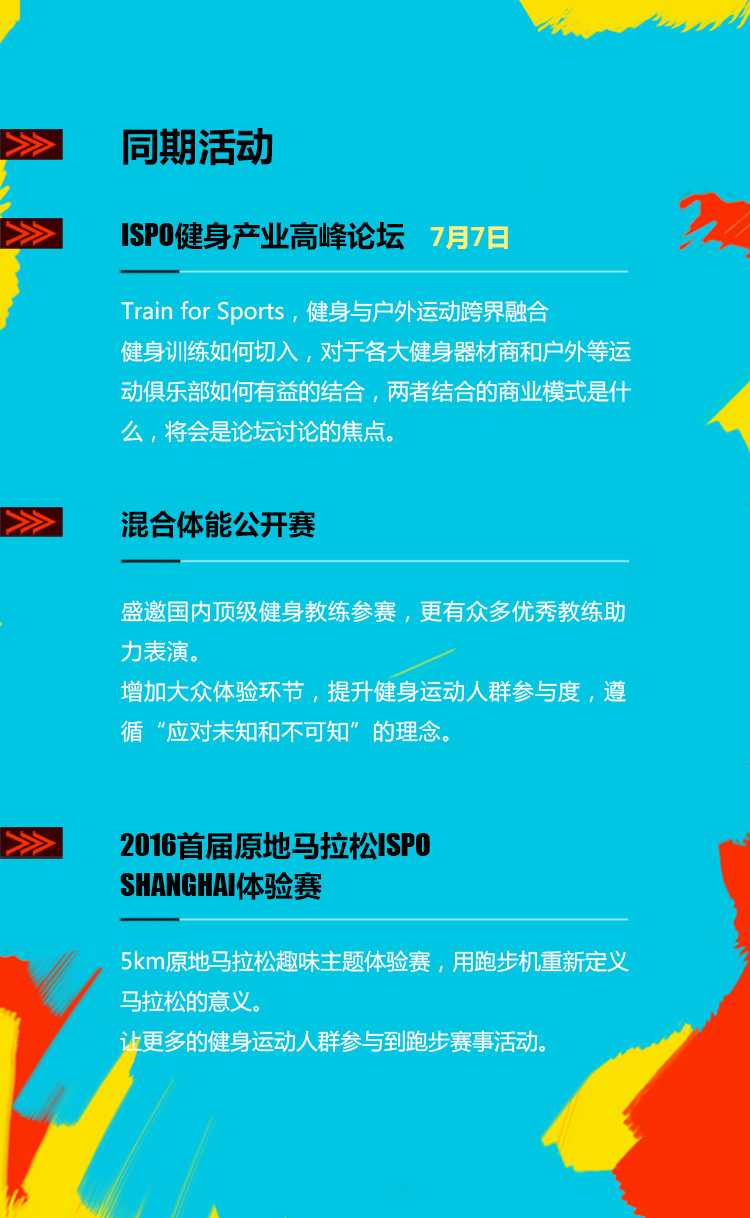 同期活动
ISPO健身产业高峰论坛 7月7日
Train for Sports，健身与户外运动跨界融合
健身训练如何切入，对于各大健身器材商和户外等运
动俱乐部如何有益的结合，两者结合的商业模式是什
么，将会是论坛讨论的焦点。
混合体能公开赛
盛邀国内顶级健身教练参赛，更有众多优秀教练助
力表演。
增加大众体验环节，提升健身运动人群参与度，遵
循“应对未知和不可知”的理念。
2016首届原地马拉松ISPO
SHANGHAI体验赛
5km原地马拉松趣味主题体验赛，用跑步机重新定义
马拉松的意义。
让更多的健身运动人群参与到跑步赛事活动。